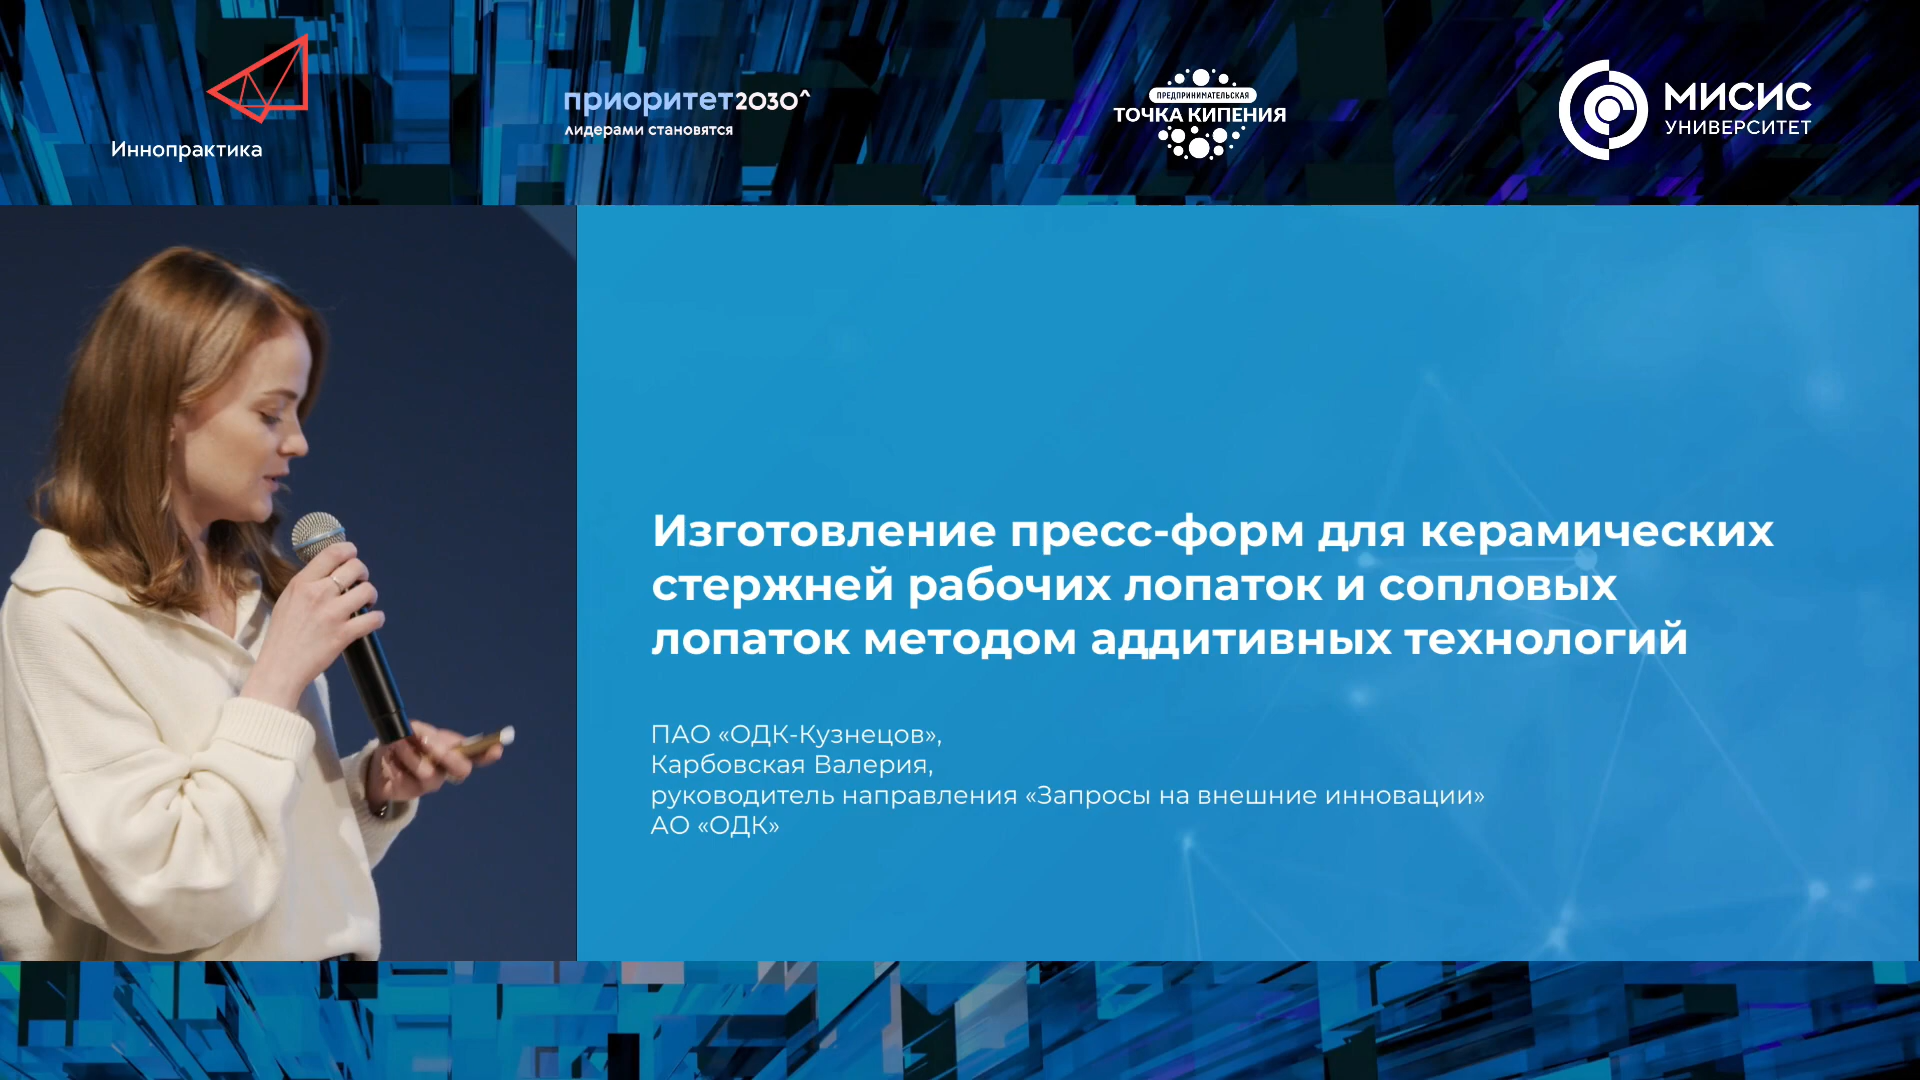 Иннопрактика
приоритет2030^
лидерами становятся
ПРЕДПРИНИМАТЕЛЬСКАЯ
ТОЧКА КИПЕНИЯ
МИСИС
УНИВЕРСИТЕТ
Изготовление пресс-форм для керамических
стержней рабочих лопаток и сопловых
лопаток методом аддитивных технологий
ПАО «ОДК-Кузнецов»,
Карбовская Валерия,
руководитель направления «Запросы на внешние инновации»
АО «ОДК»